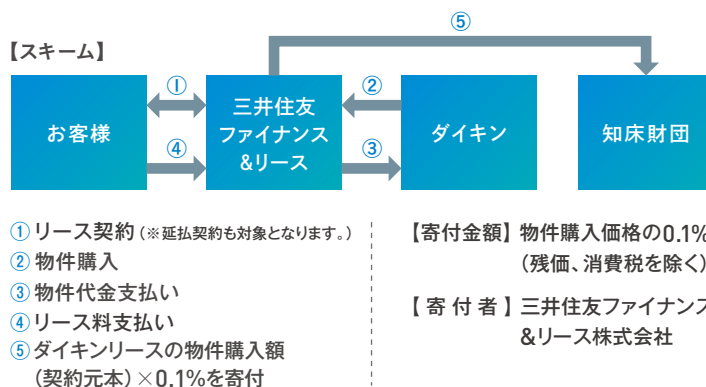 【スキーム】
⑤
お客様
①
④
三井住友
ファイナンス
&リース
②
③
ダイキン
知床財団
①リース契約(※延払契約も対象となります。)
②物件購入
③物件代金支払い
④リース料支払い
⑤ダイキンリースの物件購入額
(契約元本)×0.1%を寄付
【寄付金額】物件購入価格の0.1%
(残価、消費税を除く)
【寄付者】三井住友ファイナンス
&リース株式会社